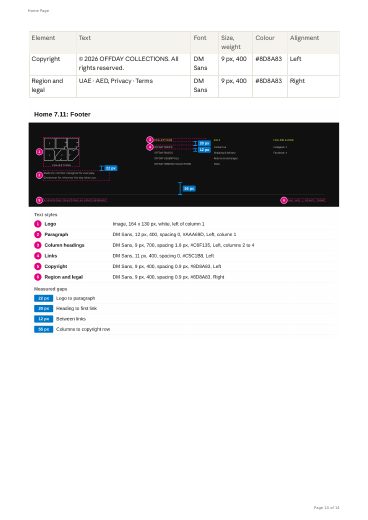 Home Page
Element Text Font Size, weight Colour Alignment
Copyright © 2026 OFFDAY COLLECTIONS. All rights reserved. DM Sans 9 px, 400 #8D8A83 Left
Region and legal UAE · AED, Privacy · Terms DM Sans 9 px, 400 #8D8A83 Right
Home 7.11: Footer
Text styles
1 Logo Image, 164 x 130 px, white, left of column 1
2 Paragraph DM Sans, 12 px, 400, spacing 0, #AAA69D, Left, column 1
3 Column headings DM Sans, 9 px, 700, spacing 1.8 px, #C6F135, Left, columns 2 to 4
4 Links DM Sans, 11 px, 400, spacing 0, #C5C1B8, Left
5 Copyright DM Sans, 9 px, 400, spacing 0.9 px, #8D8A83, Left
6 Region and legal DM Sans, 9 px, 400, spacing 0.9 px, #8D8A83, Right
Measured gaps
22 px Logo to paragraph
20 px Heading to first link
12 px Between links
55 px Columns to copyright row
Page 13 of 14